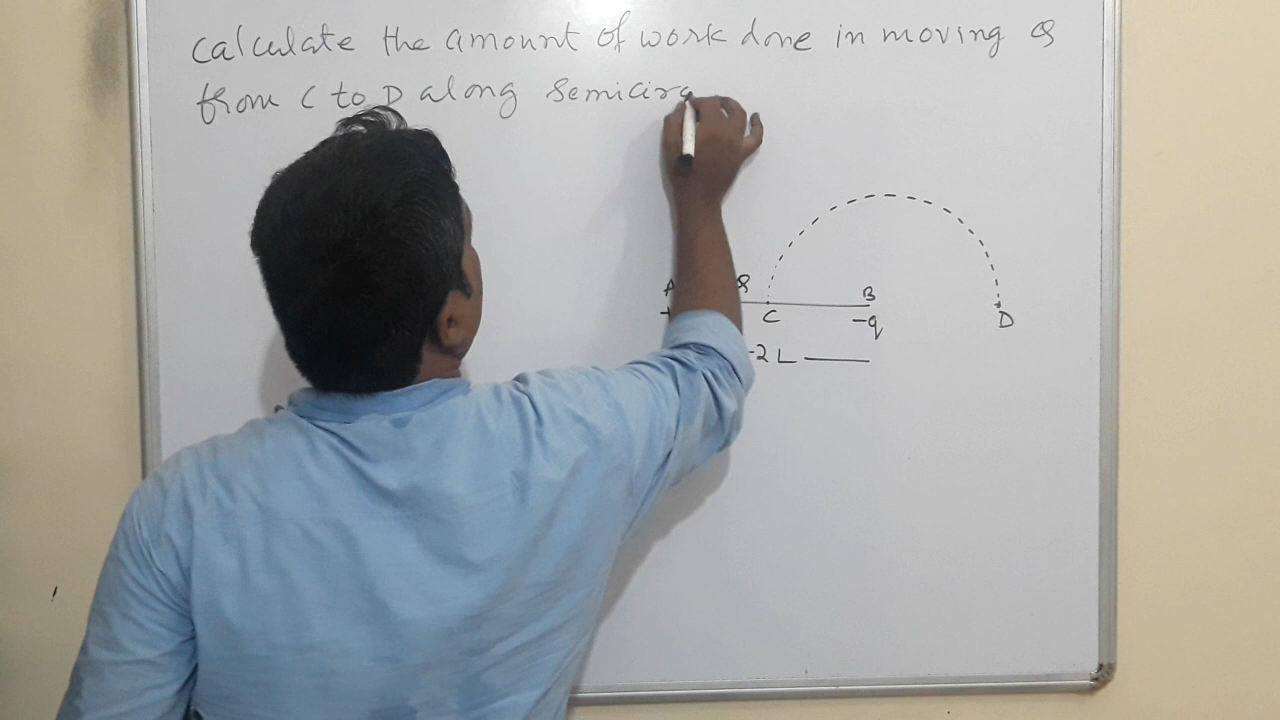 Calculate the amount of work done in moving Q
from C to D along Semicirc
A Q B
+ C -q D
-2L